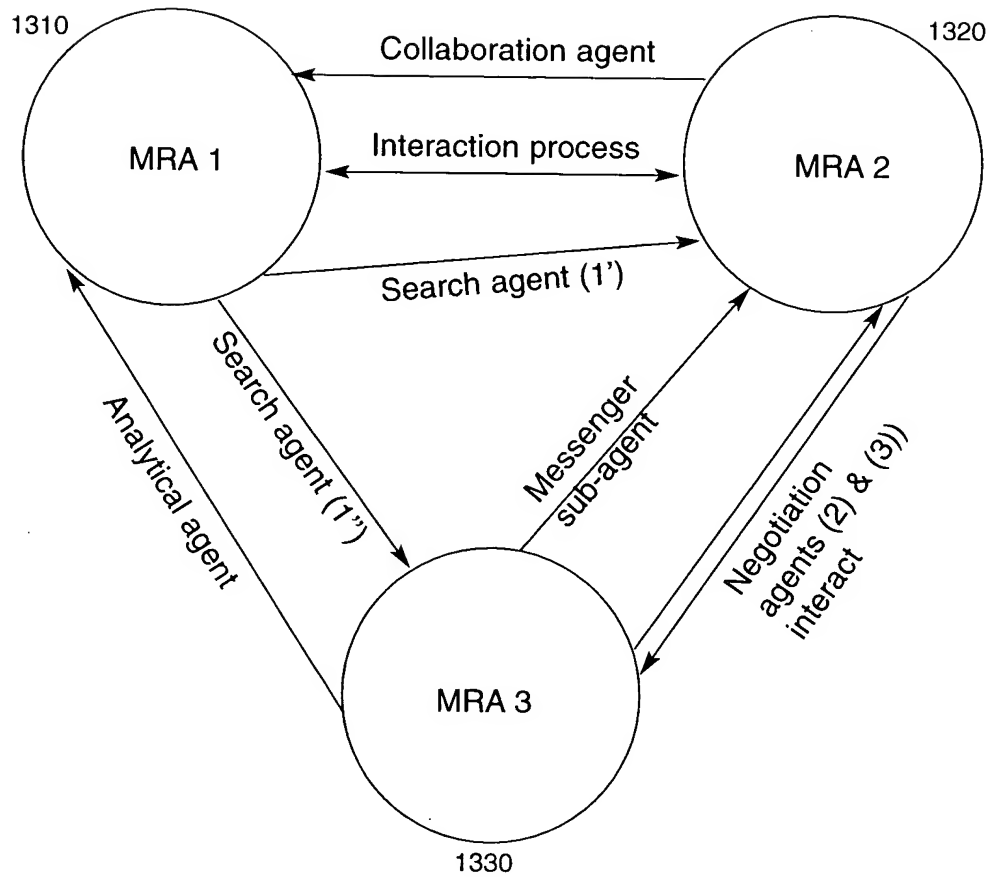 1310
1320
Collaboration agent
MRA 1
Interaction process
MRA 2
Search agent (1')
Search agent (1")
Analytical agent
Messenger
sub-agent
Negotiation
agents (2) & (3))
interact
MRA 3
1330